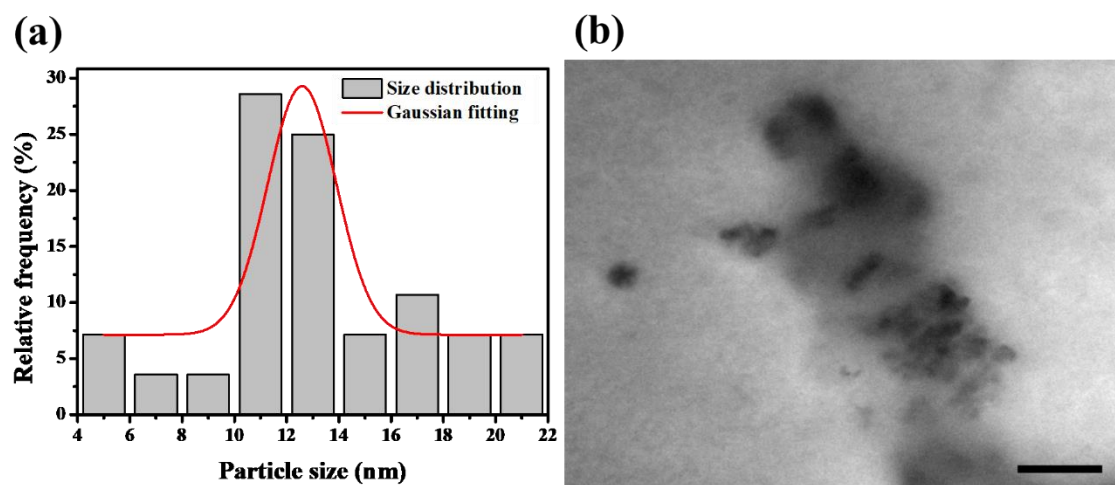 (a)
(b)
30
25
20
15
10
5
0
Relative frequency (%)
Size distribution
Gaussian fitting
4 6 8 10 12 14 16 18 20 22
Particle size (nm)